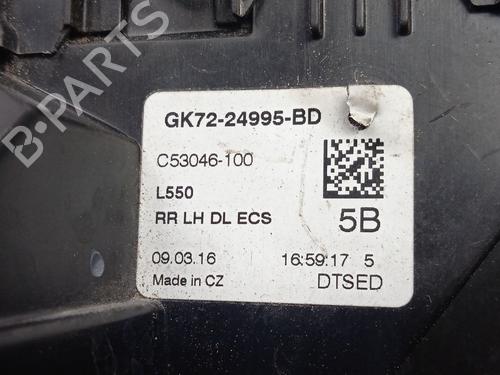 GK72-24995-BD
C53046-100
L550
RR LH DL ECS
5B
09.03.16 16:59:17 5
Made in CZ DTSED
B-PARTS